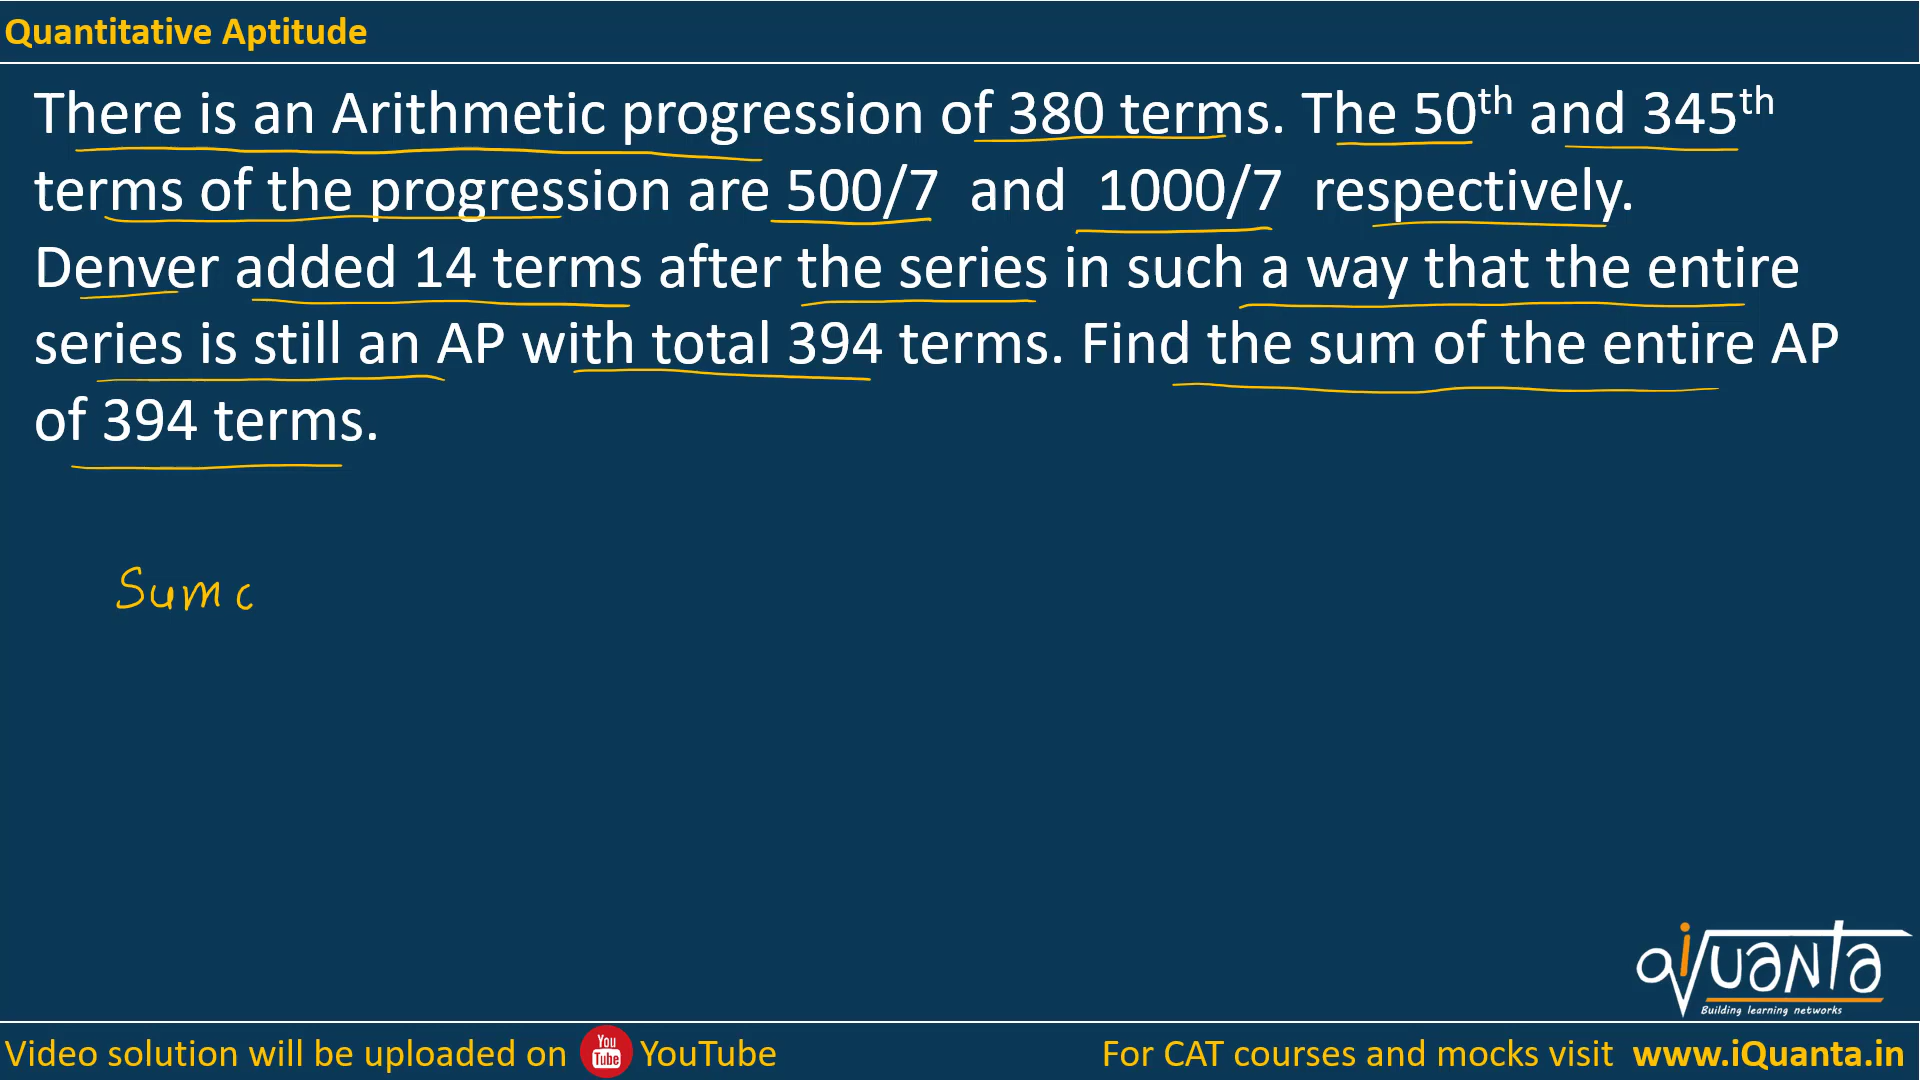 Quantitative Aptitude
There is an Arithmetic progression of 380 terms. The 50th and 345th
terms of the progression are 500/7 and 1000/7 respectively.
Denver added 14 terms after the series in such a way that the entire
series is still an AP with total 394 terms. Find the sum of the entire AP
of 394 terms.
Sum c
iQuanta
Building learning networks
Video solution will be uploaded on You Tube YouTube
For CAT courses and mocks visit www.iQuanta.in